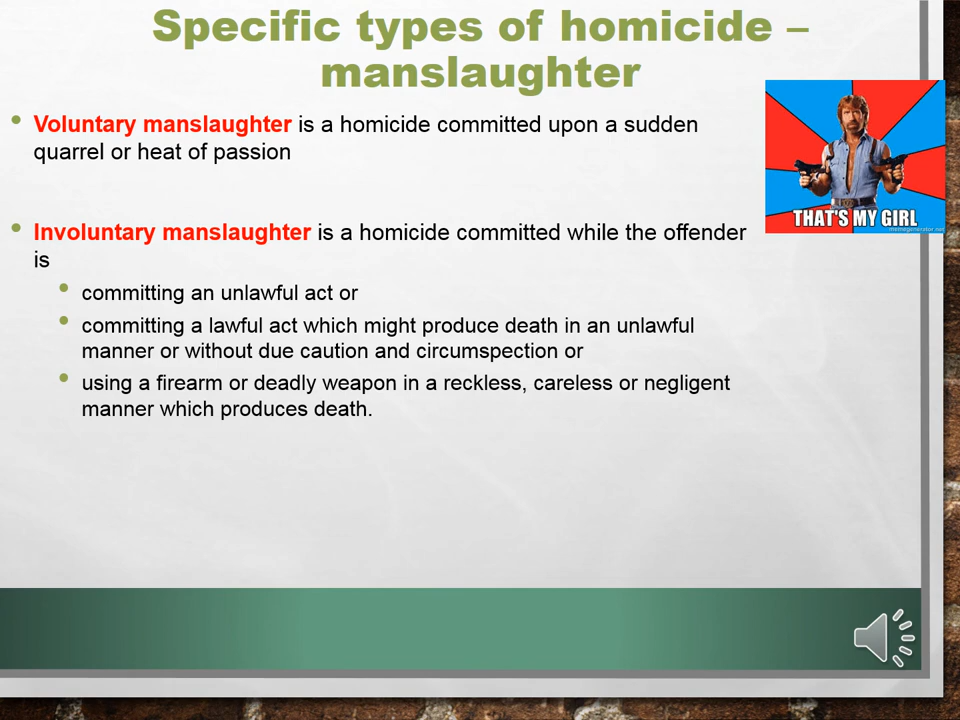 Specific types of homicide –
manslaughter
• Voluntary manslaughter is a homicide committed upon a sudden
quarrel or heat of passion
• Involuntary manslaughter is a homicide committed while the offender
is
• committing an unlawful act or
• committing a lawful act which might produce death in an unlawful
manner or without due caution and circumspection or
• using a firearm or deadly weapon in a reckless, careless or negligent
manner which produces death.
THAT'S MY GIRL
memegenerator.net